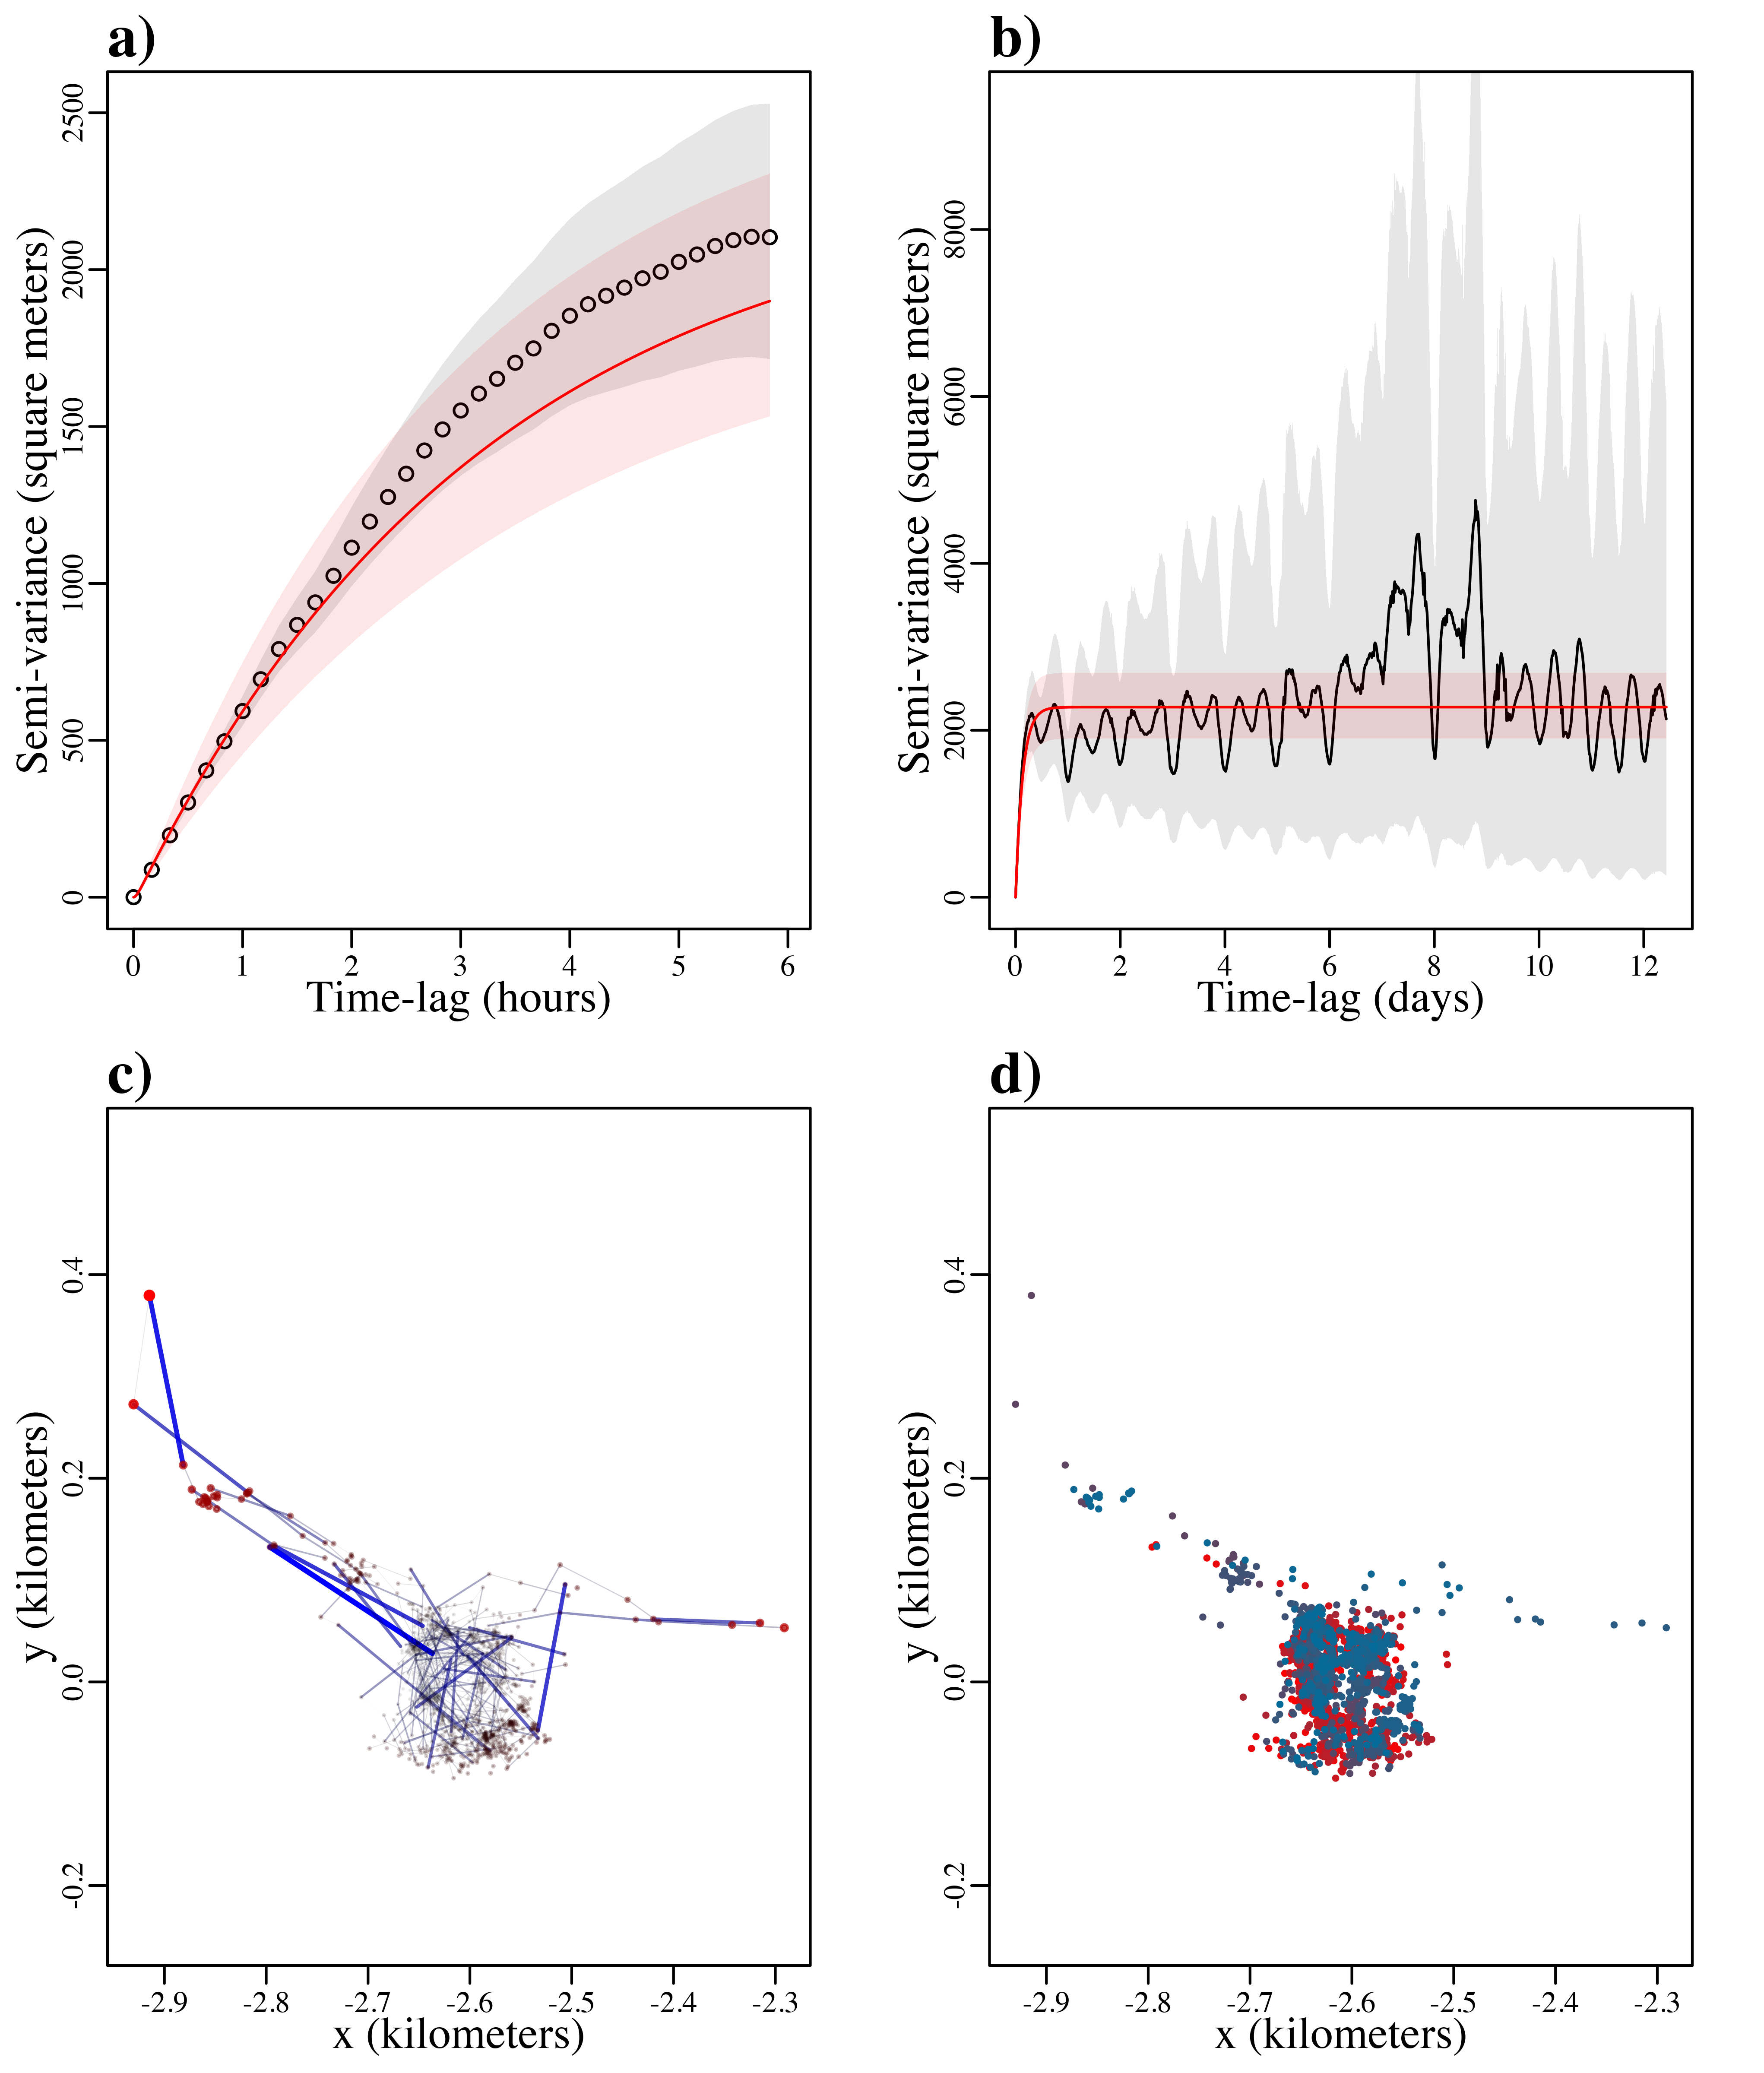 a)
Semi-variance (square meters)
2500
2000
1500
1000
500
0
0 1 2 3 4 5 6
Time-lag (hours)
b)
Semi-variance (square meters)
8000
6000
4000
2000
0
0 2 4 6 8 10 12
Time-lag (days)
c)
y (kilometers)
0.4
0.2
0.0
-0.2
-2.9 -2.8 -2.7 -2.6 -2.5 -2.4 -2.3
x (kilometers)
d)
y (kilometers)
0.4
0.2
0.0
-0.2
-2.9 -2.8 -2.7 -2.6 -2.5 -2.4 -2.3
x (kilometers)